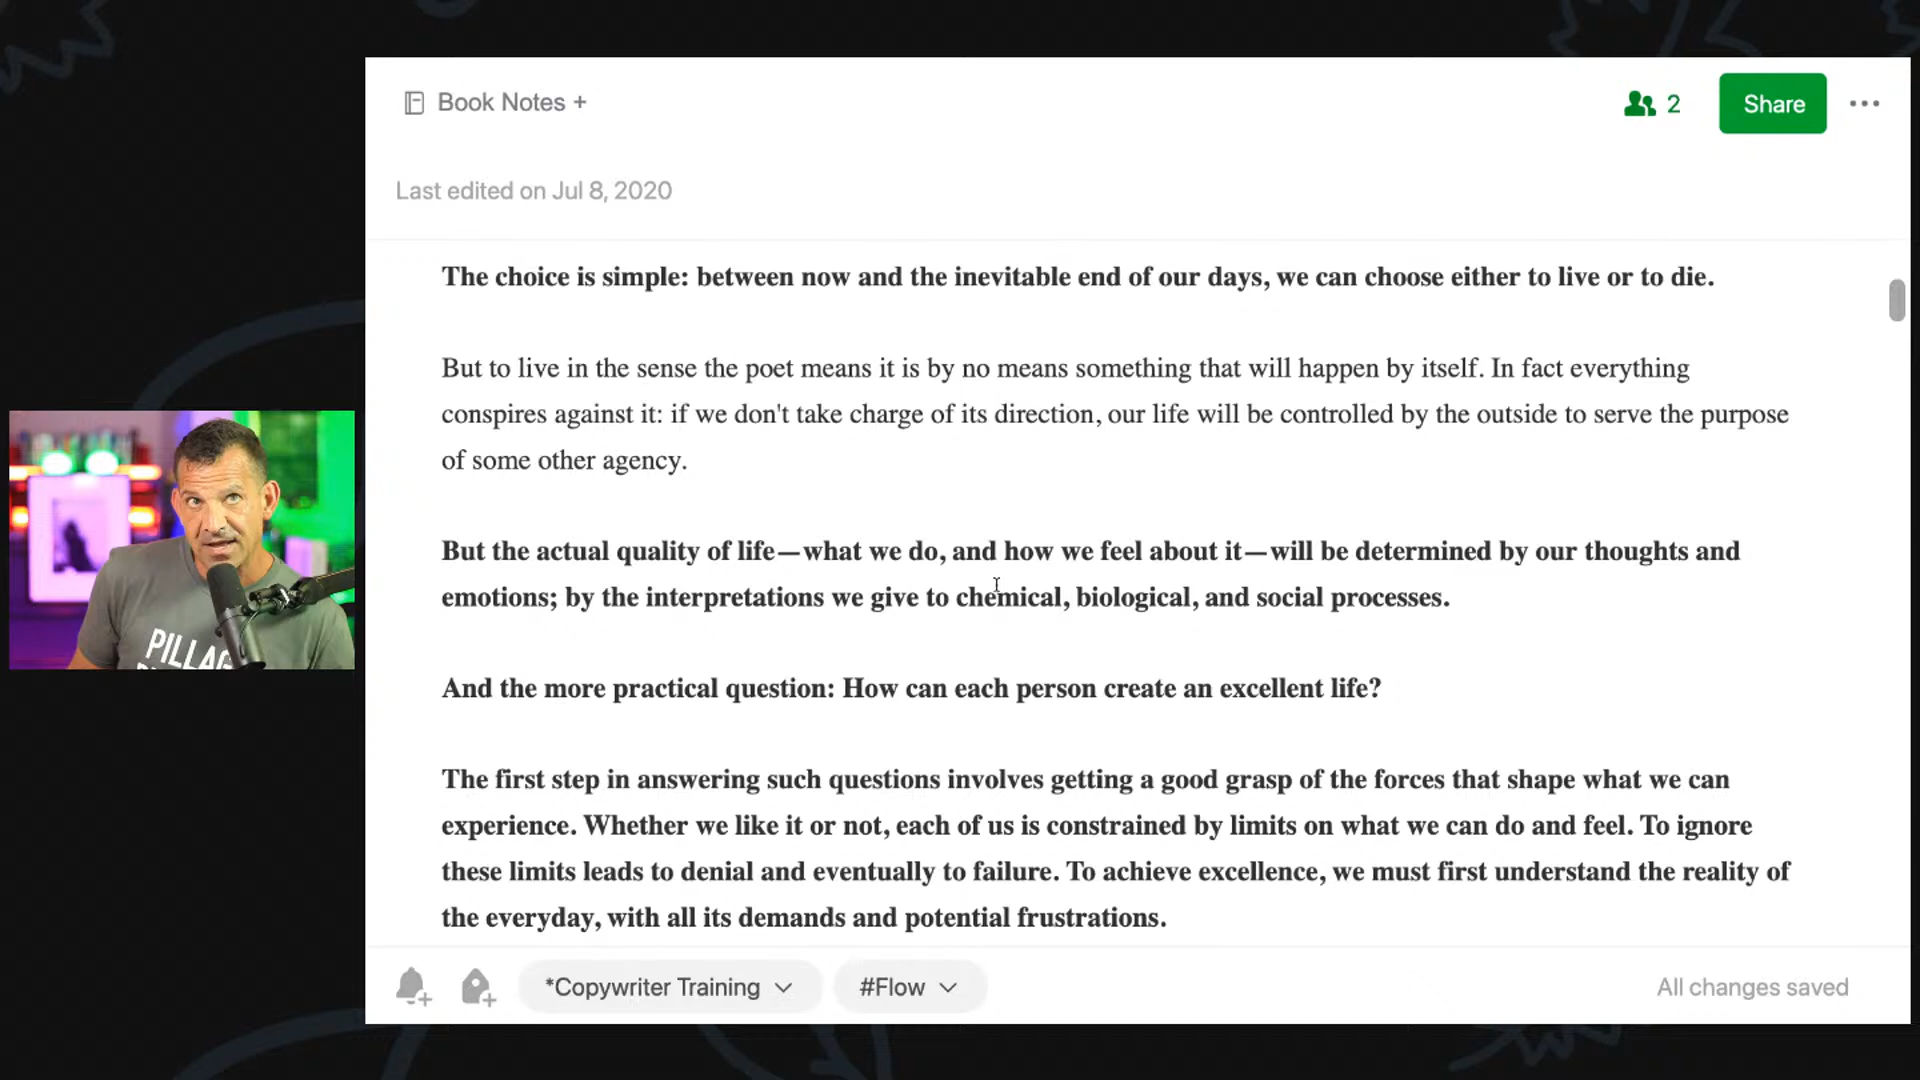 Book Notes +
2
Share
Last edited on Jul 8, 2020
The choice is simple: between now and the inevitable end of our days, we can choose either to live or to die.
But to live in the sense the poet means it is by no means something that will happen by itself. In fact everything
conspires against it: if we don't take charge of its direction, our life will be controlled by the outside to serve the purpose
of some other agency.
But the actual quality of life—what we do, and how we feel about it—will be determined by our thoughts and
emotions; by the interpretations we give to chemical, biological, and social processes.
And the more practical question: How can each person create an excellent life?
The first step in answering such questions involves getting a good grasp of the forces that shape what we can
experience. Whether we like it or not, each of us is constrained by limits on what we can do and feel. To ignore
these limits leads to denial and eventually to failure. To achieve excellence, we must first understand the reality of
the everyday, with all its demands and potential frustrations.
*Copywriter Training
#Flow
All changes saved
PILLAG